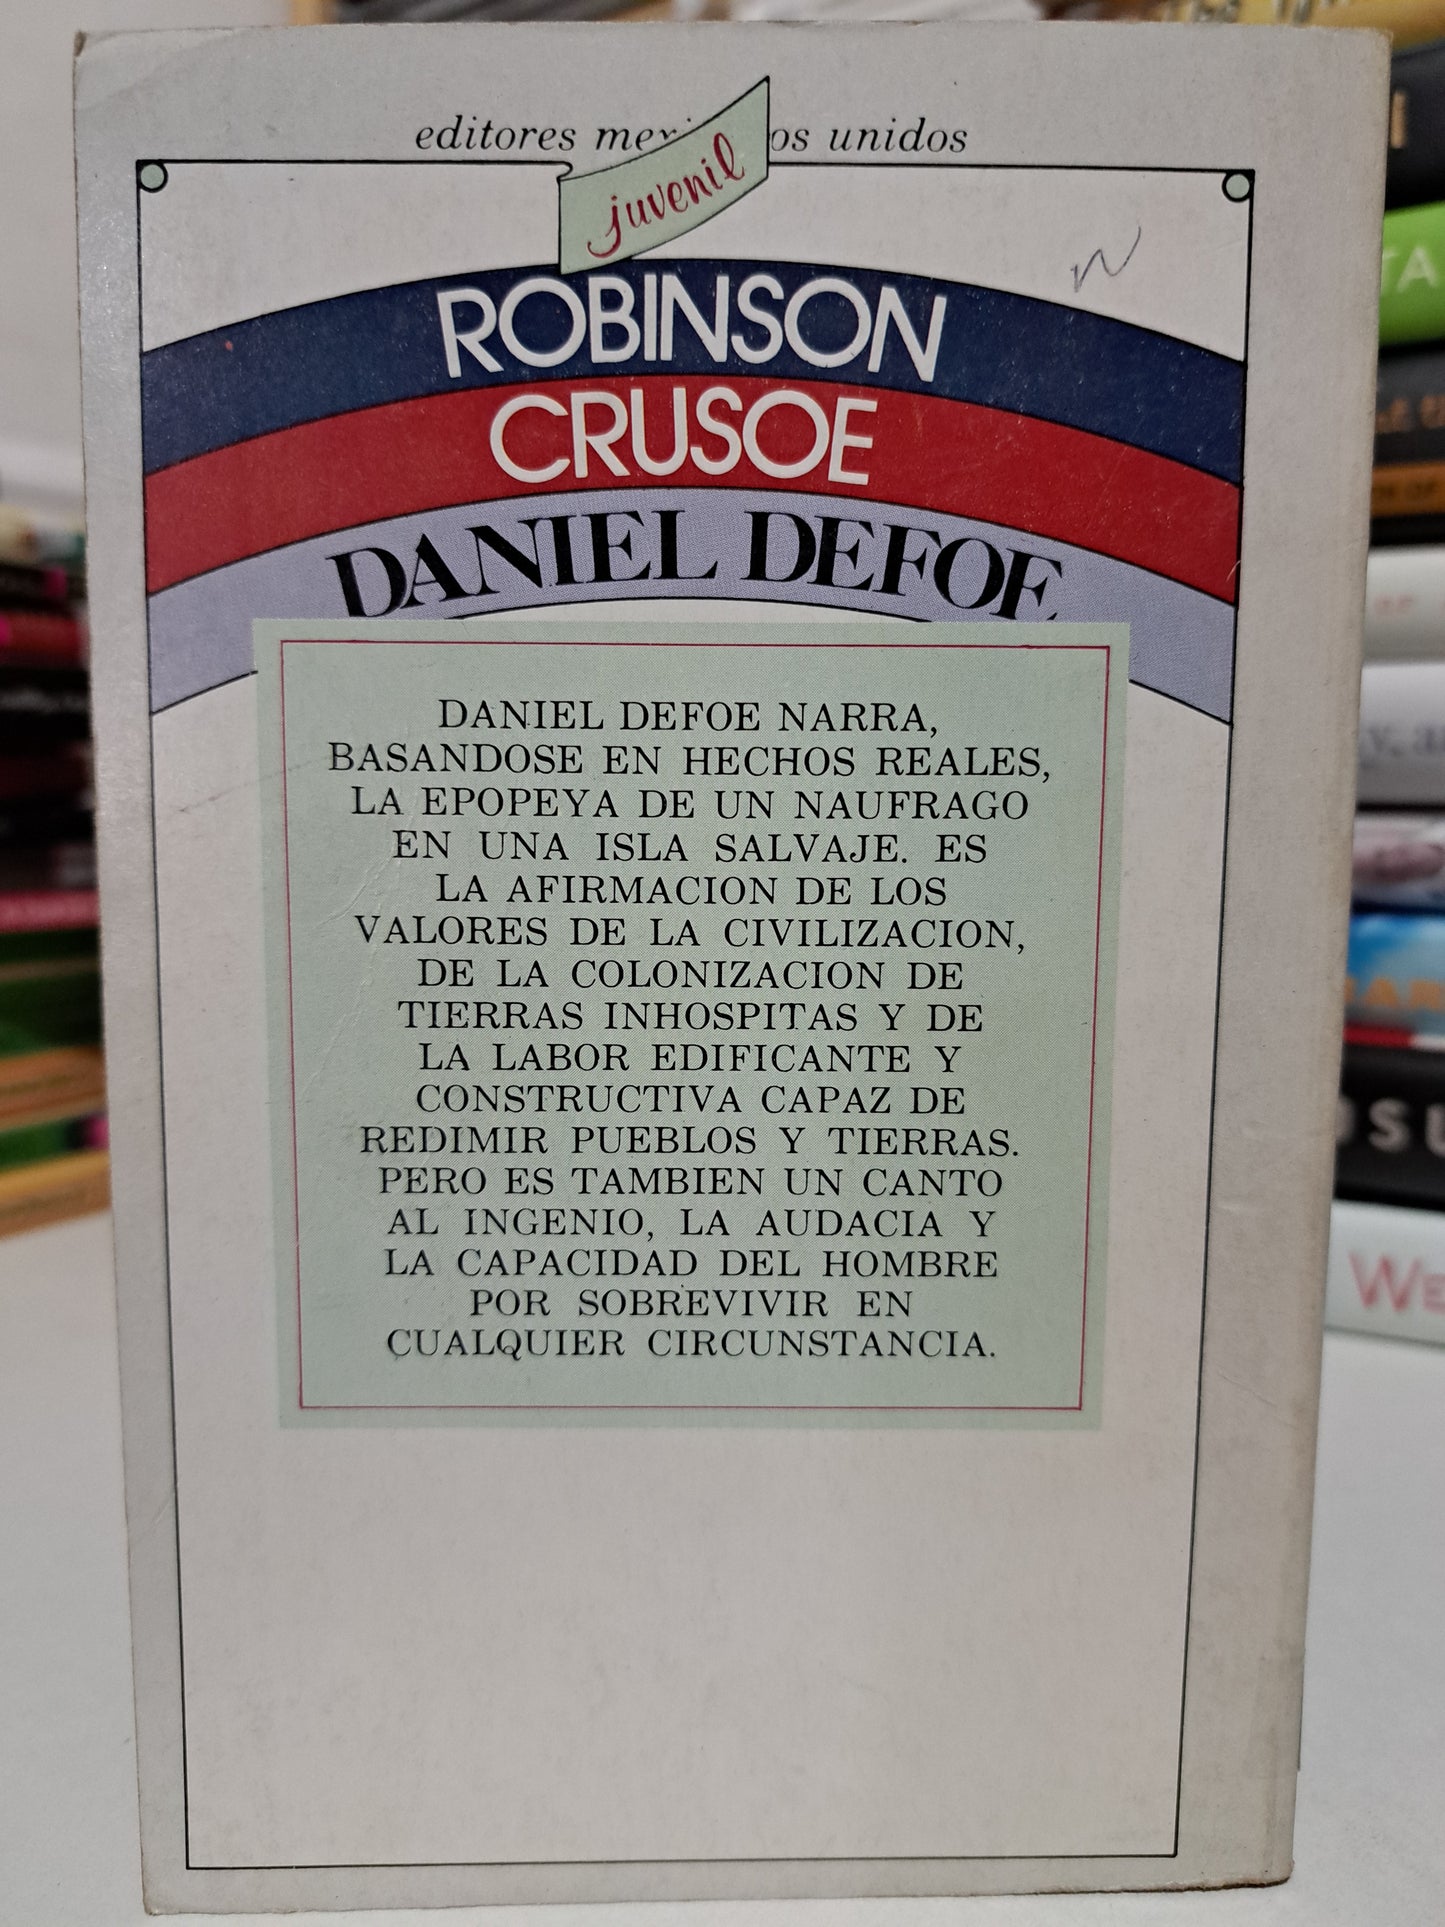 editores me os unidos
juvenil
ROBINSON
CRUSOE
DANIEL DEFOE
DANIEL DEFOE NARRA,
BASANDOSE EN HECHOS REALES,
LA EPOPEYA DE UN NAUFRAGO
EN UNA ISLA SALVAJE. ES
LA AFIRMACION DE LOS
VALORES DE LA CIVILIZACION,
DE LA COLONIZACION DE
TIERRAS INHOSPITAS Y DE
LA LABOR EDIFICANTE Y
CONSTRUCTIVA CAPAZ DE
REDIMIR PUEBLOS Y TIERRAS.
PERO ES TAMBIEN UN CANTO
AL INGENIO, LA AUDACIA Y
LA CAPACIDAD DEL HOMBRE
POR SOBREVIVIR EN
CUALQUIER CIRCUNSTANCIA.